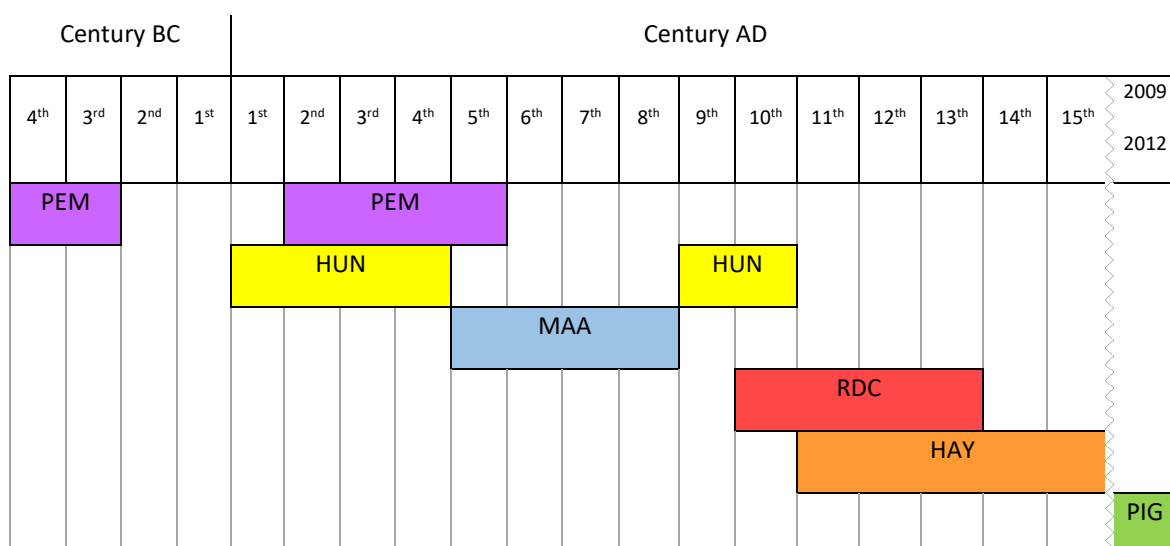 Century BC Century AD
4th 3rd 2nd 1st 1st 2nd 3rd 4th 5th 6th 7th 8th 9th 10th 11th 12th 13th 14th 15th 2009
2012
PEM PEM
HUN HUN
MAA
RDC
HAY
PIG